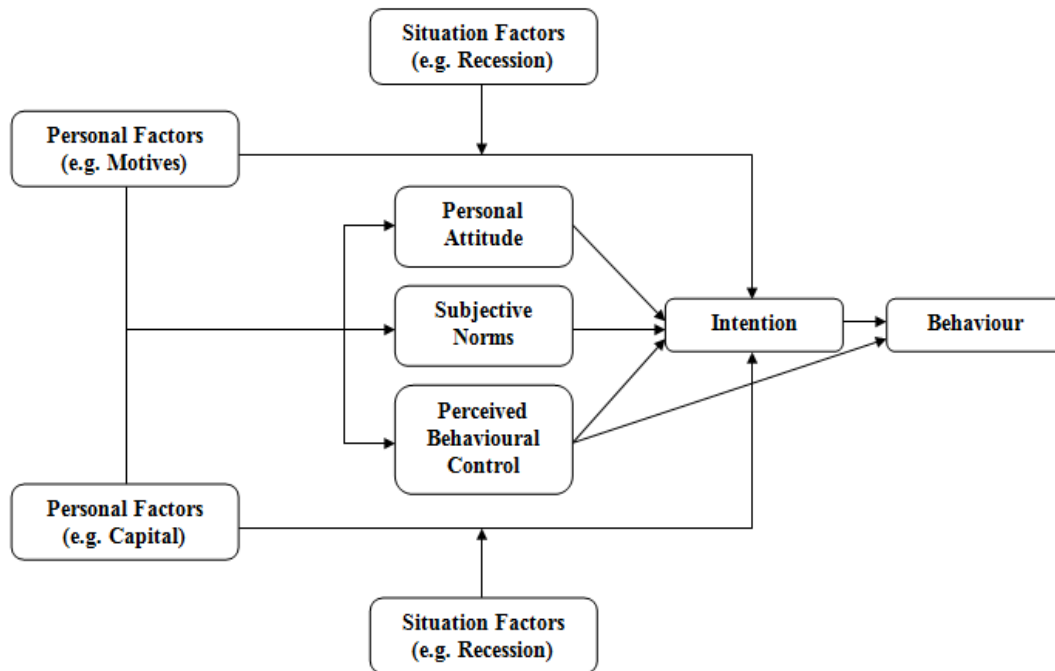 Situation Factors
(e.g. Recession)
Personal Factors
(e.g. Motives)
Personal
Attitude
Subjective
Norms
Intention
Behaviour
Perceived
Behavioural
Control
Personal Factors
(e.g. Capital)
Situation Factors
(e.g. Recession)